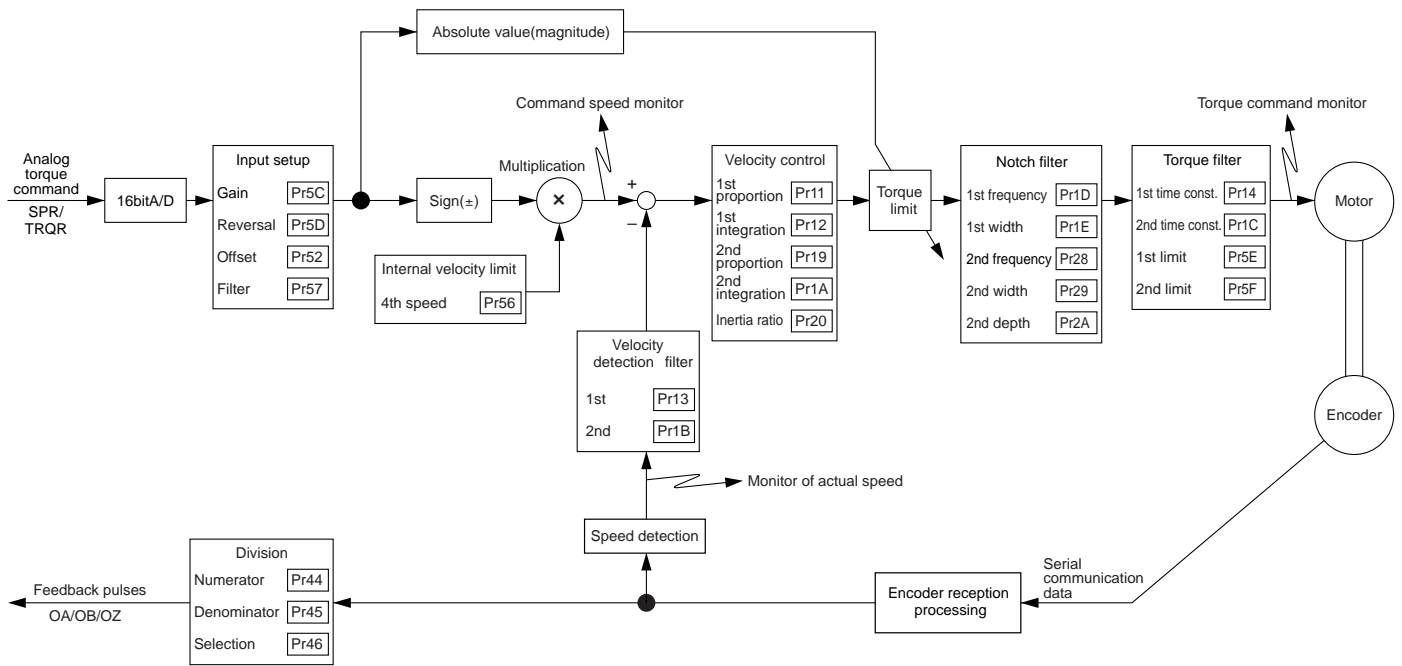 Absolute value(magnitude)
Command speed monitor
Torque command monitor
Analog
torque
command
SPR/
TRQR
16bitA/D
Input setup
Gain Pr5C
Reversal Pr5D
Offset Pr52
Filter Pr57
Sign(±)
Multiplication
×
+
−
Internal velocity limit
4th speed Pr56
Velocity control
1st
proportion Pr11
1st
integration Pr12
2nd
proportion Pr19
2nd
integration Pr1A
Inertia ratio Pr20
Torque
limit
Notch filter
1st frequency Pr1D
1st width Pr1E
2nd frequency Pr28
2nd width Pr29
2nd depth Pr2A
Torque filter
1st time const. Pr14
2nd time const. Pr1C
1st limit Pr5E
2nd limit Pr5F
Motor
Velocity
detection filter
1st Pr13
2nd Pr1B
Encoder
Monitor of actual speed
Speed detection
Serial
communication
data
Encoder reception
processing
Division
Numerator Pr44
Denominator Pr45
Selection Pr46
Feedback pulses
OA/OB/OZ